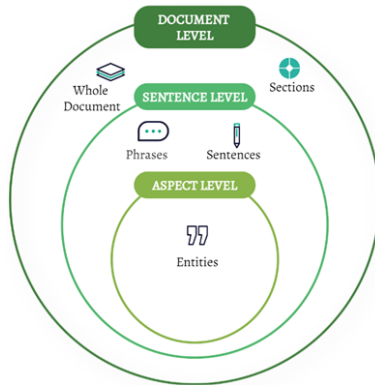 DOCUMENT
LEVEL
Whole
Document
Sections
SENTENCE LEVEL
Phrases
Sentences
ASPECT LEVEL
Entities